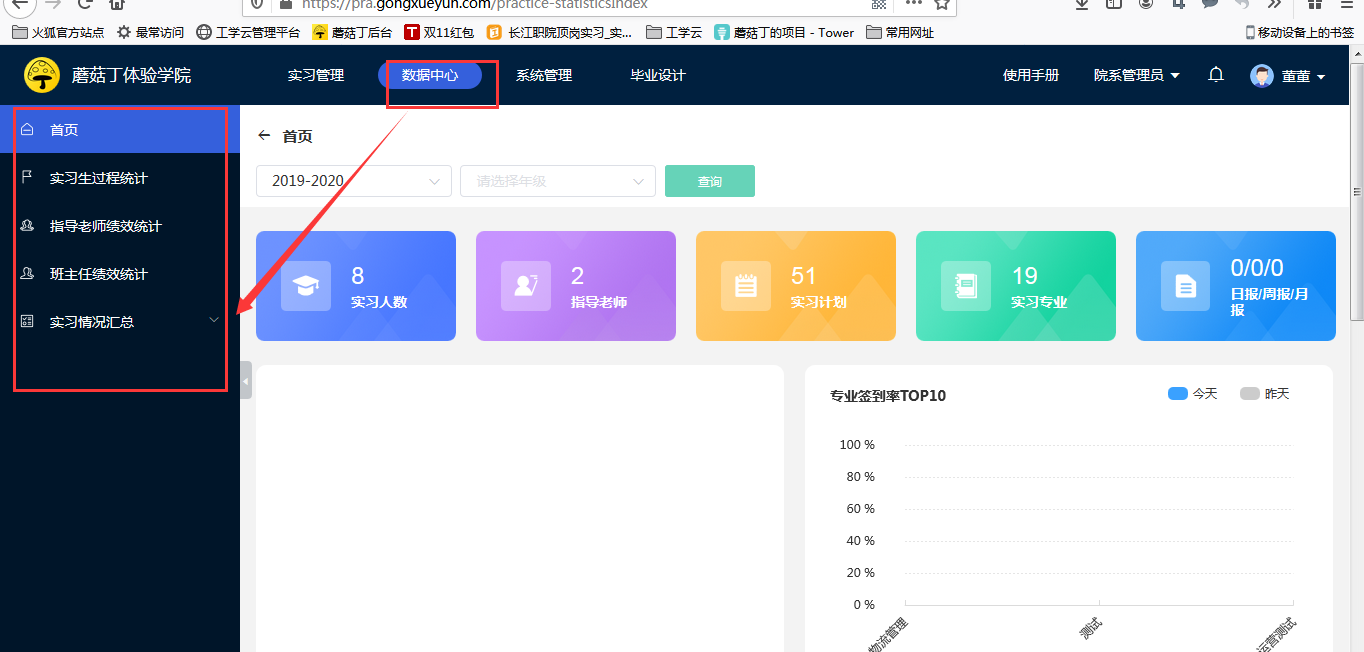 https://pra.gongxueyun.com/practice-statisticsIndex
火狐官方站点 最常访问 工学云管理平台 蘑菇丁后台 双11红包 长江职院顶岗实习_实... 工学云 蘑菇丁的项目 - Tower 常用网址 移动设备上的书签
蘑菇丁体验学院 实习管理 数据中心 系统管理 毕业设计 使用手册 院系管理员 董董
首页
实习生过程统计
指导老师绩效统计
班主任绩效统计
实习情况汇总
首页
2019-2020 请选择年级 查询
8
实习人数
2
指导老师
51
实习计划
19
实习专业
0/0/0
日报/周报/月
报
专业签到率TOP10 今天 昨天
100 %
80 %
60 %
40 %
20 %
0 %
物流管理 测试 运营测试